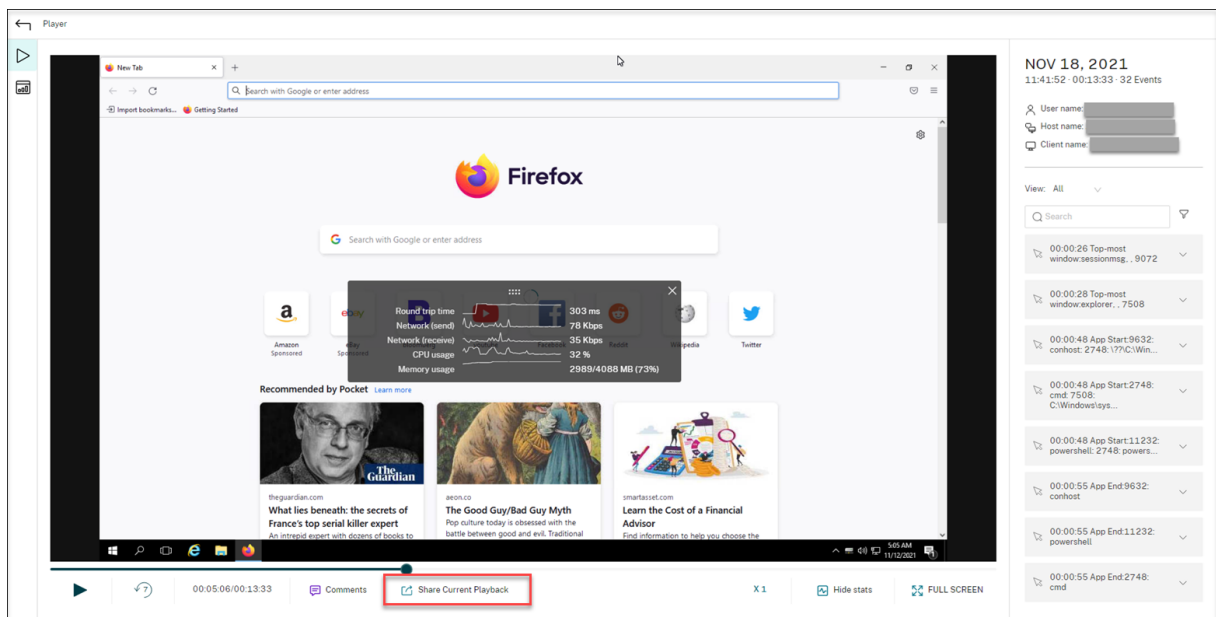 Player
New Tab
Search with Google or enter address
Import bookmarks...
Getting Started
Firefox
Search with Google or enter address
Round trip time 303 ms
Network (send) 78 Kbps
Network (receive) 35 Kbps
CPU usage 32 %
Memory usage 2989/4088 MB (73%)
Amazon
Sponsored
eBay
Facebook
Reddit
Wikipedia
Twitter
Recommended by Pocket Learn more
The Guardian
theguardian.com
What lies beneath: the secrets of
France's top serial killer expert
An intrepid expert with dozens of books to
aeon.co
The Good Guy/Bad Guy Myth
Pop culture today is obsessed with the
battle between good and evil. Traditional
smartasset.com
Learn the Cost of a Financial
Advisor
Find information to help you choose the
5:05 AM
11/12/2021
7
00:05:06/00:13:33
Comments
Share Current Playback
X 1
Hide stats
FULL SCREEN
NOV 18, 2021
11:41:52 · 00:13:33 · 32 Events
User name:
Host name:
Client name:
View: All
Search
00:00:26 Top-most
window:sessionmsg, , 9072
00:00:28 Top-most
window:explorer, , 7508
00:00:48 App Start:9632:
conhost: 2748: \??\C:\Win...
00:00:48 App Start:2748:
cmd: 7508:
C:\Windows\sys...
00:00:48 App Start:11232:
powershell: 2748: powers...
00:00:55 App End:9632:
conhost
00:00:55 App End:11232:
powershell
00:00:55 App End:2748:
cmd